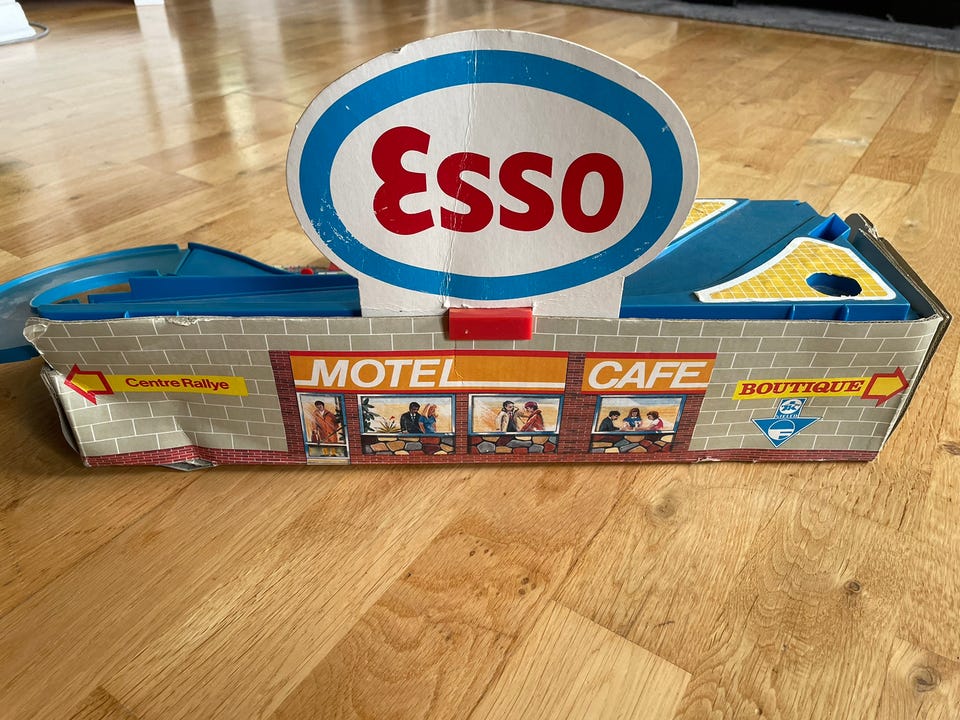 Esso
MOTEL
CAFE
Centre Rallye
BOUTIQUE